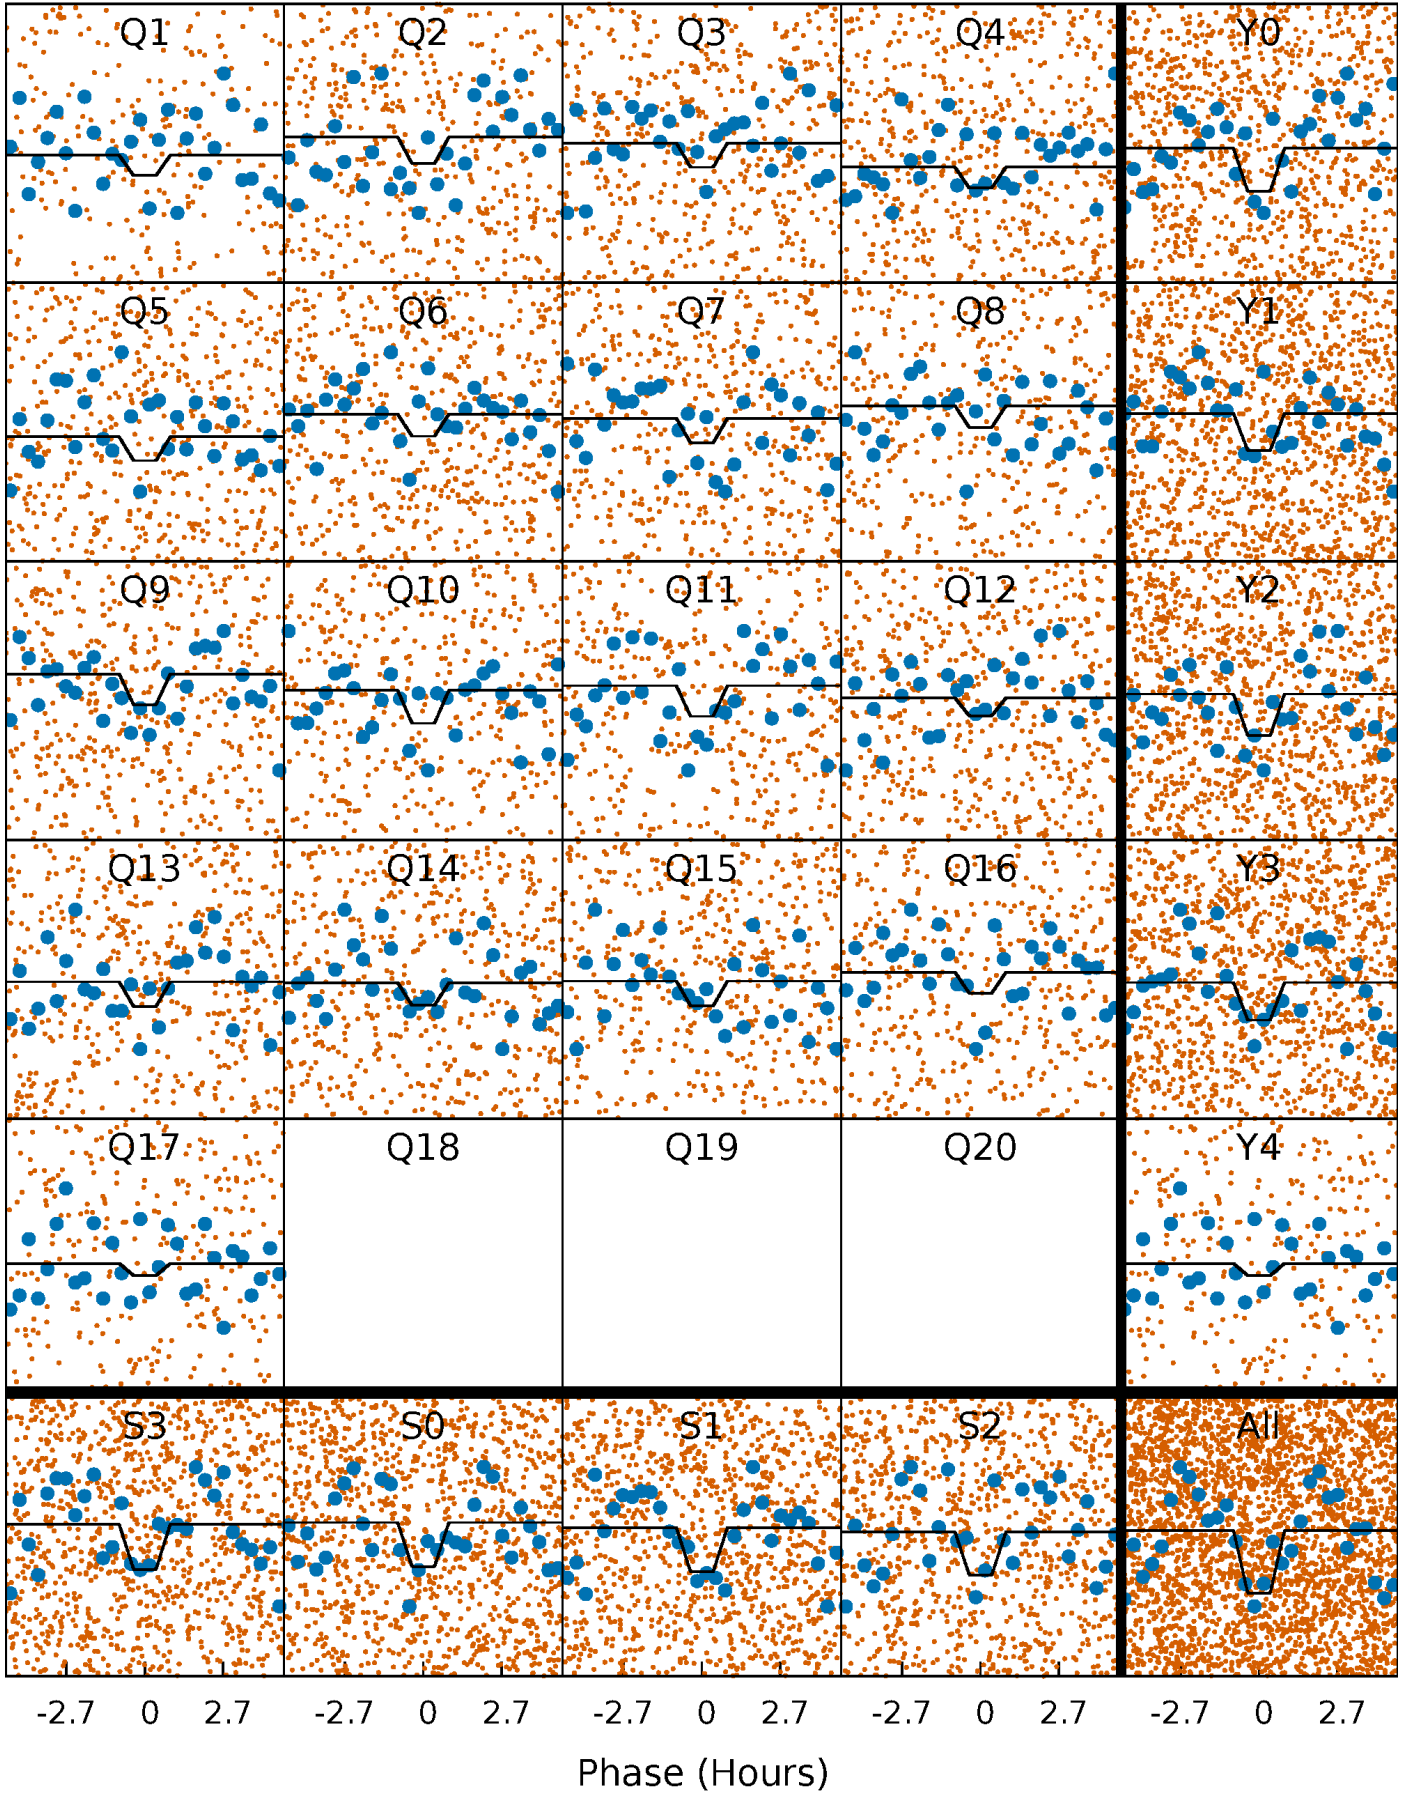 Q1 Q2 Q3 Q4 Y0
Q5 Q6 Q7 Q8 Y1
Q9 Q10 Q11 Q12 Y2
Q13 Q14 Q15 Q16 Y3
Q17 Q18 Q19 Q20 Y4
S3 S0 S1 S2 All
-2.7 0 2.7 -2.7 0 2.7 -2.7 0 2.7 -2.7 0 2.7 -2.7 0 2.7
Phase (Hours)